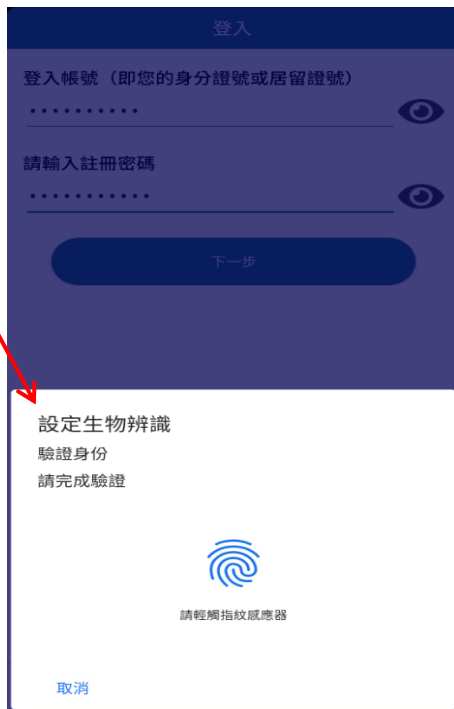 登入
登入帳號（即您的身分證號或居留證號）
..........
請輸入註冊密碼
...........
下一步
設定生物辨識
驗證身份
請完成驗證
請輕觸指紋感應器
取消